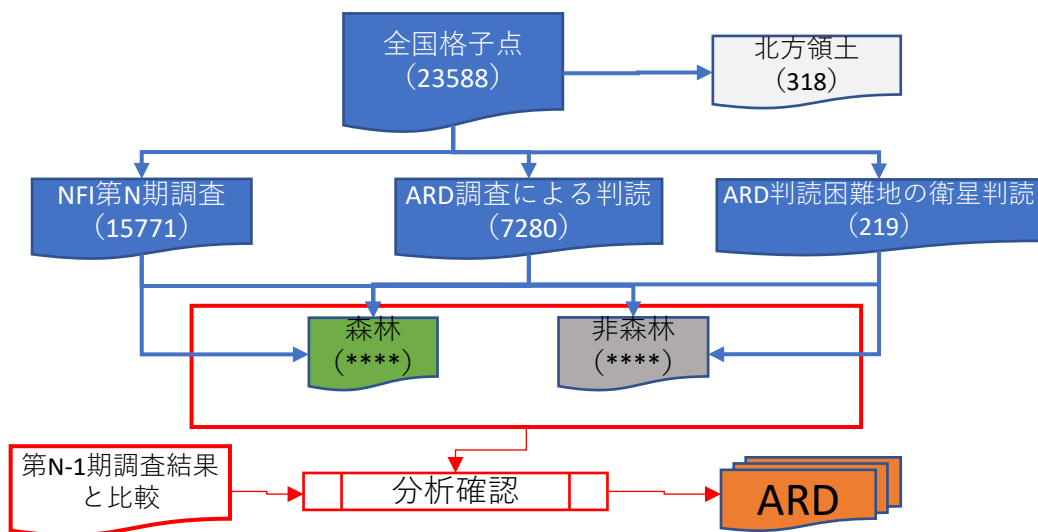 全国格子点
（23588）
北方領土
（318）
NFI第N期調査
（15771）
ARD調査による判読
（7280）
ARD判読困難地の衛星判読
（219）
森林
（****）
非森林
（****）
第N-1期調査結果
と比較
分析確認
ARD